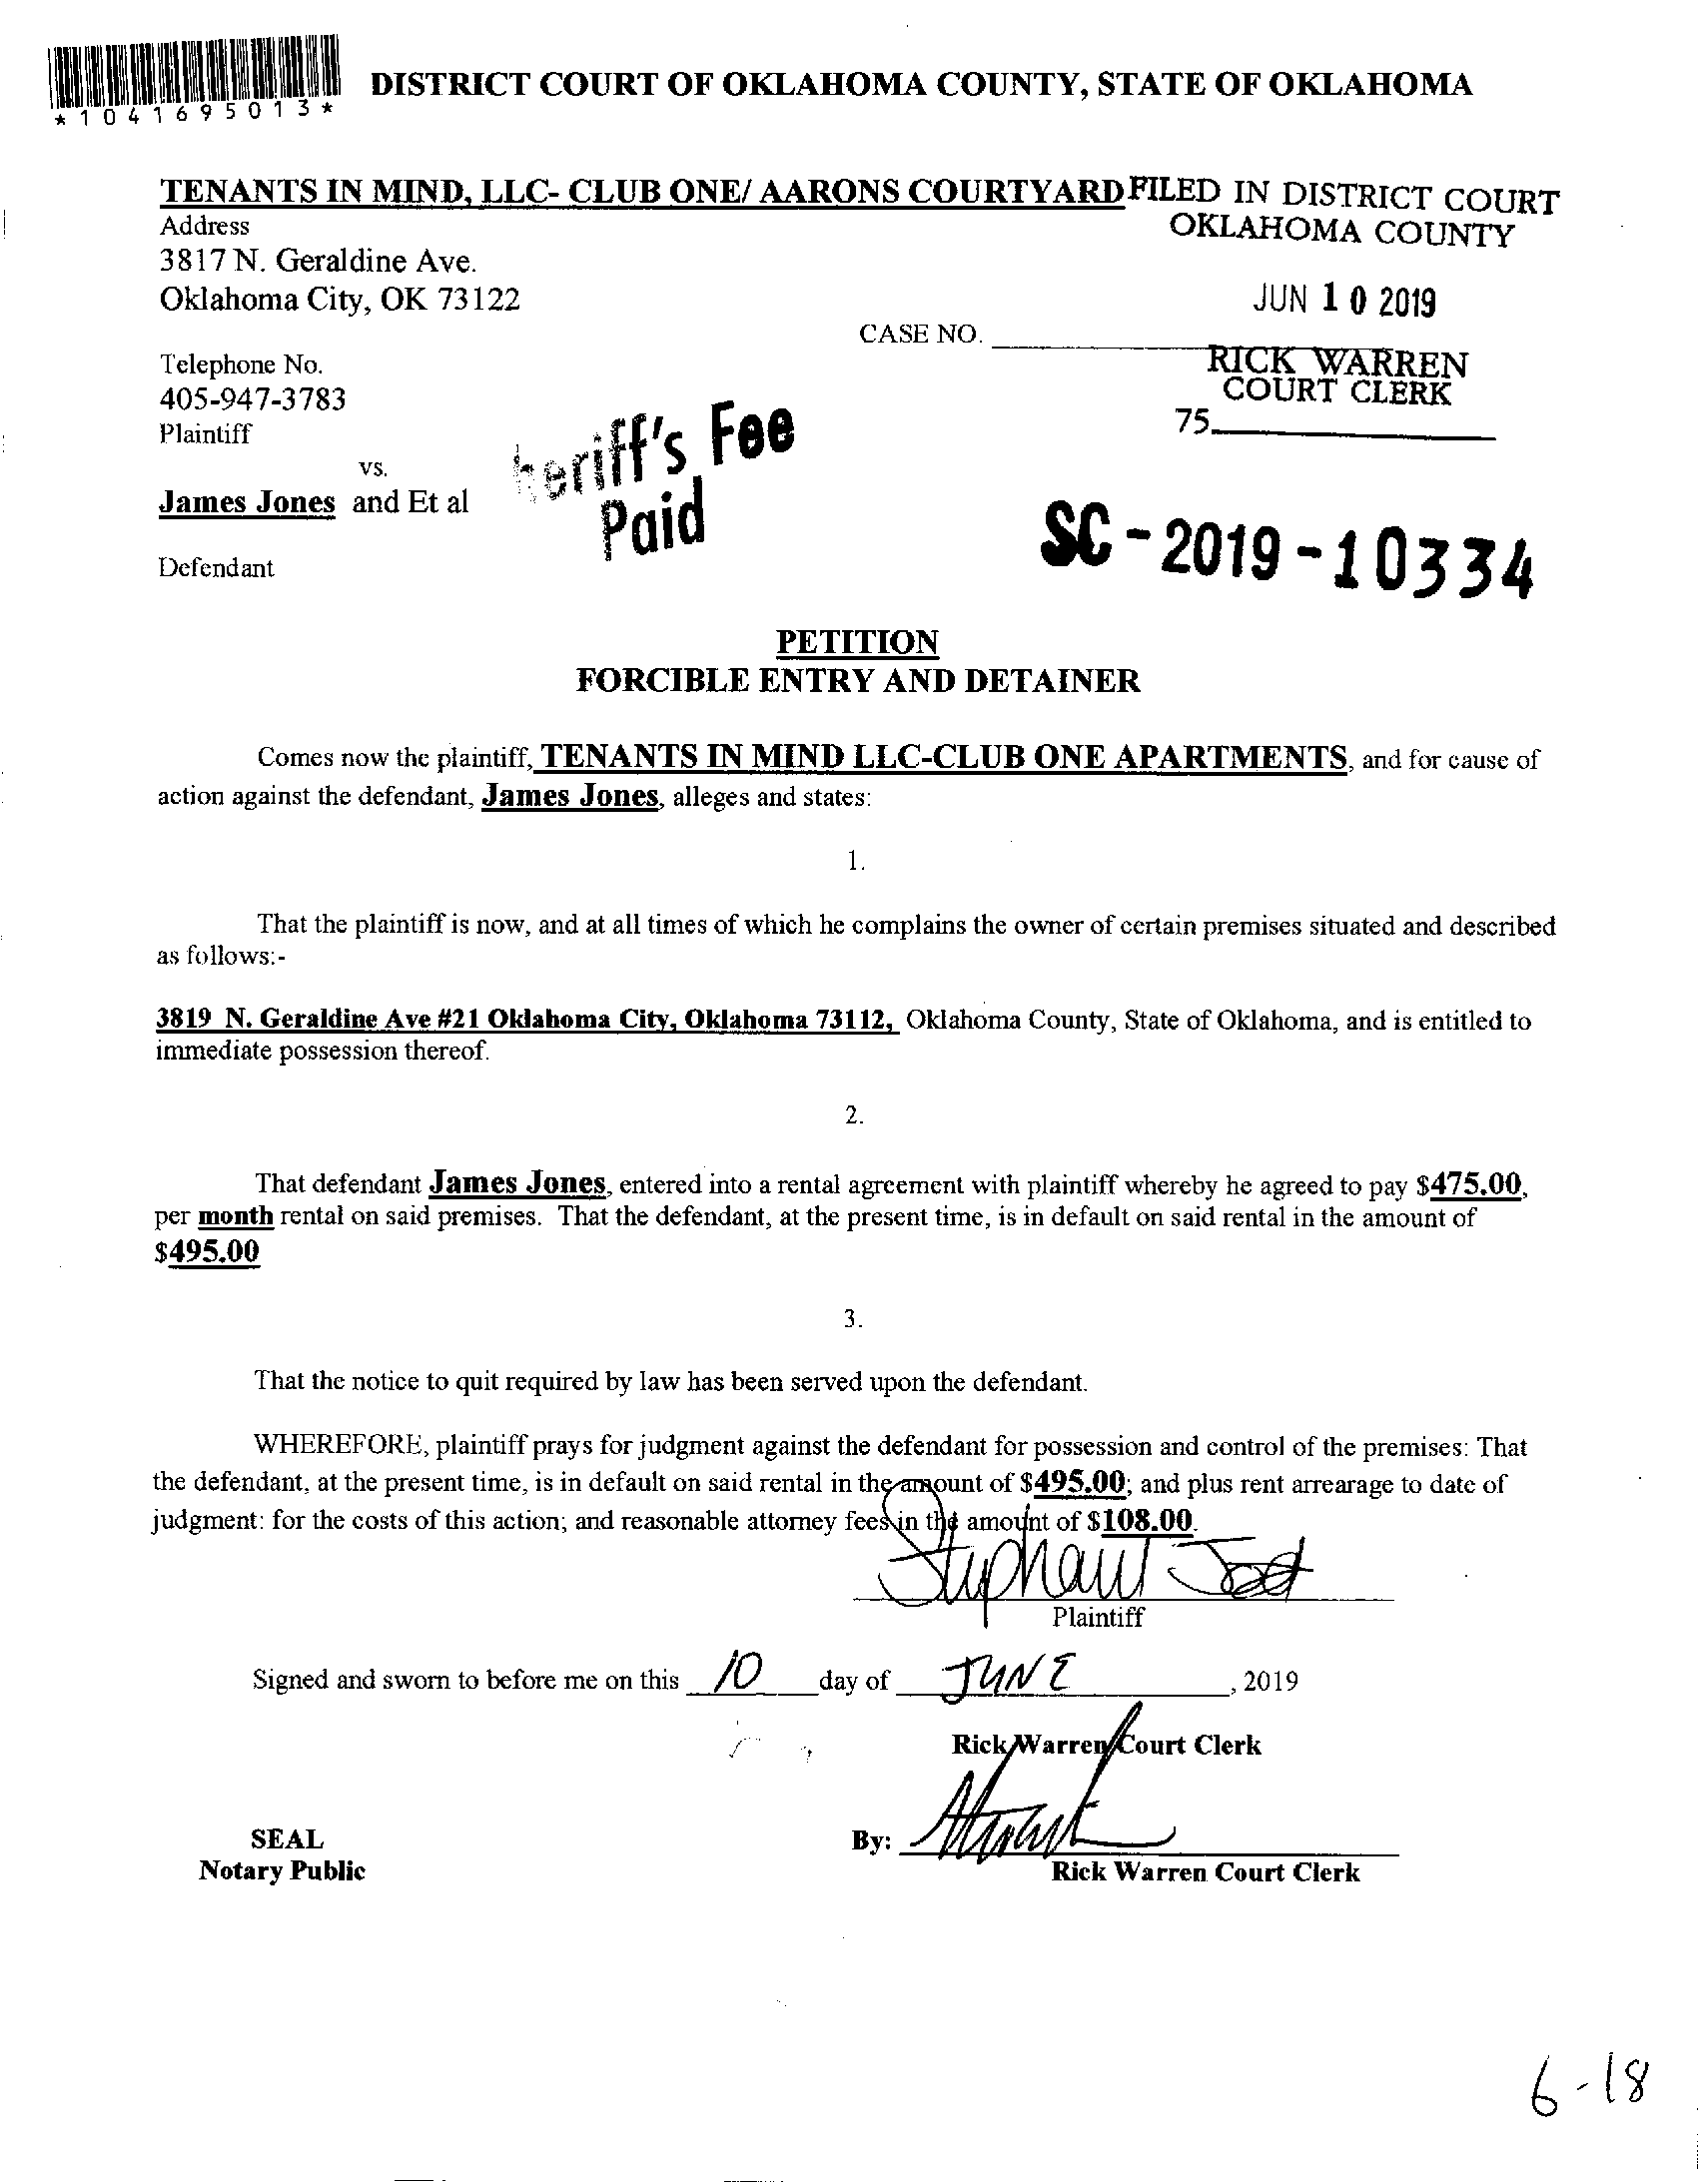 *1041695013*
DISTRICT COURT OF OKLAHOMA COUNTY, STATE OF OKLAHOMA
TENANTS IN MIND, LLC- CLUB ONE/ AARONS COURTYARD
FILED IN DISTRICT COURT
OKLAHOMA COUNTY
Address
3817 N. Geraldine Ave.
Oklahoma City, OK 73122
JUN 10 2019
CASE NO.
RICK WARREN
COURT CLERK
75
Telephone No.
405-947-3783
Plaintiff
vs.
James Jones and Et al
Defendant
heriff's Fee
Paid
SC-2019-10334
PETITION
FORCIBLE ENTRY AND DETAINER
Comes now the plaintiff, TENANTS IN MIND LLC-CLUB ONE APARTMENTS, and for cause of
action against the defendant, James Jones, alleges and states:
1.
That the plaintiff is now, and at all times of which he complains the owner of certain premises situated and described
as follows:-
3819 N. Geraldine Ave #21 Oklahoma City, Oklahoma 73112, Oklahoma County, State of Oklahoma, and is entitled to
immediate possession thereof.
2.
That defendant James Jones, entered into a rental agreement with plaintiff whereby he agreed to pay $475.00,
per month rental on said premises. That the defendant, at the present time, is in default on said rental in the amount of
$495.00
3.
That the notice to quit required by law has been served upon the defendant.
WHEREFORE, plaintiff prays for judgment against the defendant for possession and control of the premises: That
the defendant, at the present time, is in default on said rental in the amount of $495.00; and plus rent arrearage to date of
judgment: for the costs of this action; and reasonable attorney fees in the amount of $108.00.
Plaintiff
Signed and sworn to before me on this 10 day of JUNE, 2019
Rick Warren Court Clerk
SEAL
Notary Public
By:
Rick Warren Court Clerk
6-18